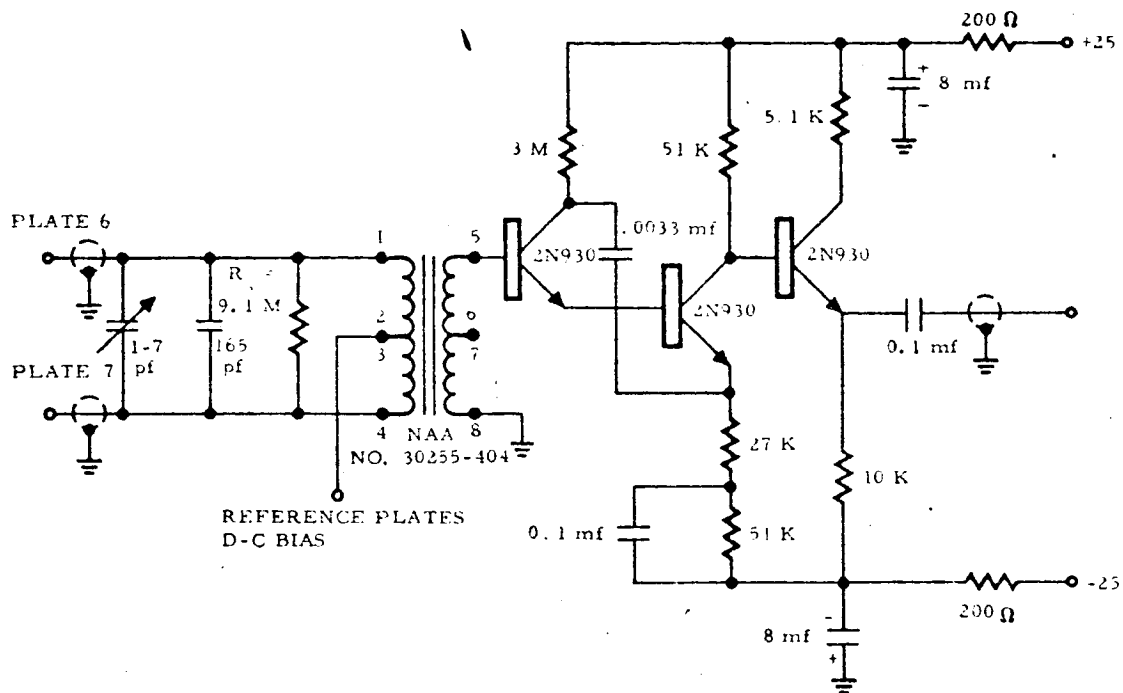 200 Ω
+25
+
8 mf
-
5.1 K
3 M
51 K
PLATE 6
1
5
.0033 mf
2N930
2N930
R
9.1 M
2
6
2N930
3
7
1-7
pf
165
pf
0.1 mf
PLATE 7
4
8
NAA
NO. 30255-404
27 K
10 K
REFERENCE PLATES
D-C BIAS
0.1 mf
51 K
-25
200 Ω
-
8 mf
+